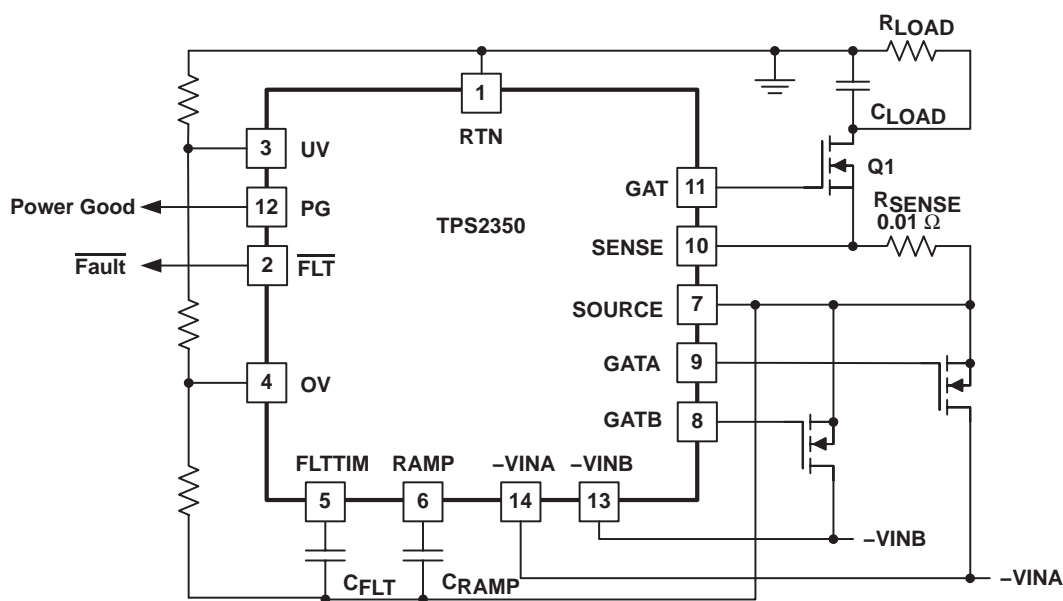 RLOAD
1
RTN
CLOAD
3
UV
Q1
GAT
11
Power Good
12
PG
TPS2350
RSENSE
0.01 Ω
SENSE
10
Fault
2
FLT
SOURCE
7
GATA
9
4
OV
GATB
8
FLTTIM
RAMP
–VINA
–VINB
5
6
14
13
–VINB
CFLT
CRAMP
–VINA